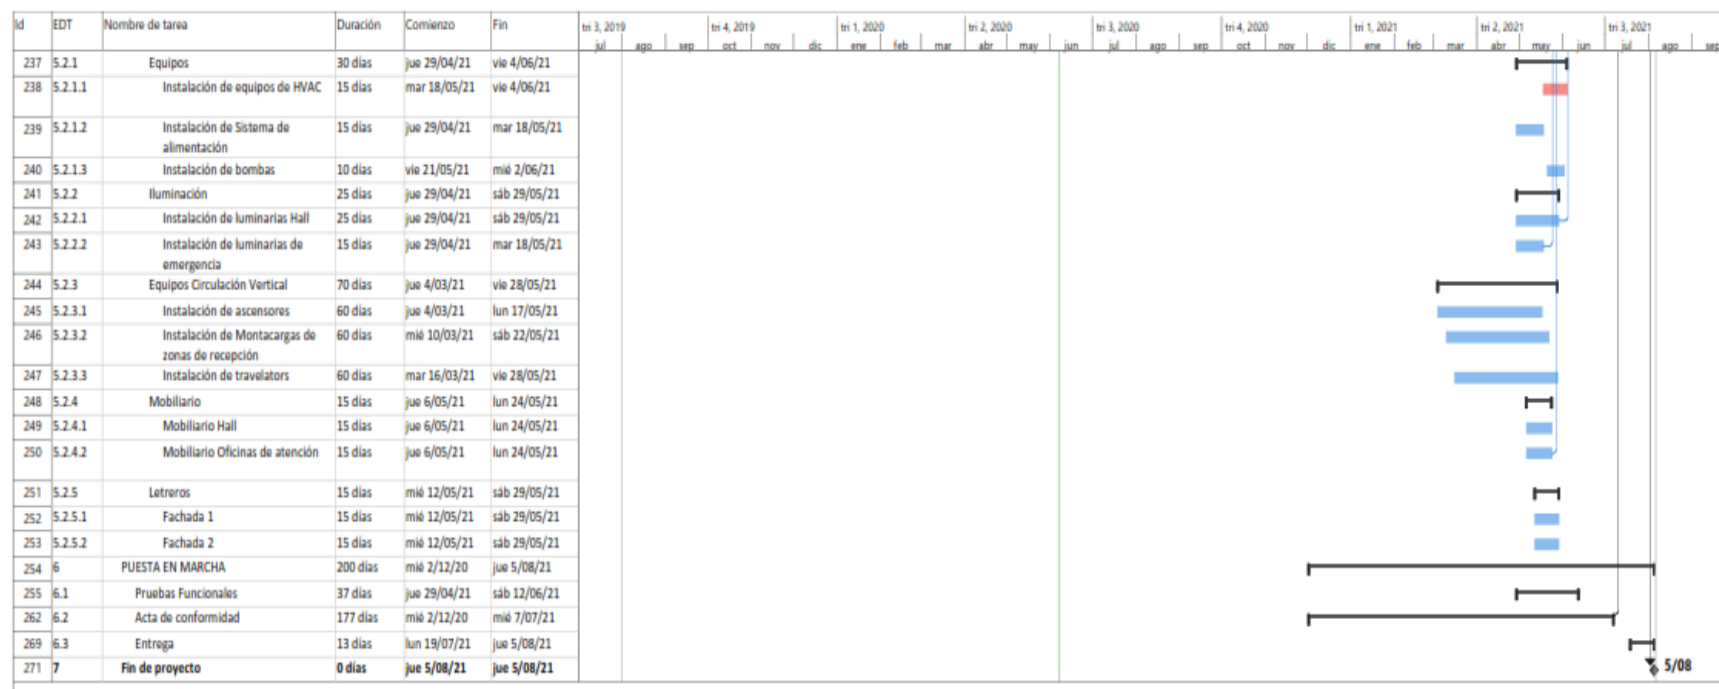 Id EDT Nombre de tarea Duración Comienzo Fin tri 3, 2019 tri 4, 2019 tri 1, 2020 tri 2, 2020 tri 3, 2020 tri 4, 2020 tri 1, 2021 tri 2, 2021 tri 3, 2021
jul ago sep oct nov dic ene feb mar abr may jun jul ago sep oct nov dic ene feb mar abr may jun jul ago sep
237 5.2.1 Equipos 30 días jue 29/04/21 vie 4/06/21
238 5.2.1.1 Instalación de equipos de HVAC 15 días mar 18/05/21 vie 4/06/21
239 5.2.1.2 Instalación de Sistema de 15 días jue 29/04/21 mar 18/05/21
alimentación
240 5.2.1.3 Instalación de bombas 10 días vie 21/05/21 mié 2/06/21
241 5.2.2 Iluminación 25 días jue 29/04/21 sáb 29/05/21
242 5.2.2.1 Instalación de luminarias Hall 25 días jue 29/04/21 sáb 29/05/21
243 5.2.2.2 Instalación de luminarias de 15 días jue 29/04/21 mar 18/05/21
emergencia
244 5.2.3 Equipos Circulación Vertical 70 días jue 4/03/21 vie 28/05/21
245 5.2.3.1 Instalación de ascensores 60 días jue 4/03/21 lun 17/05/21
246 5.2.3.2 Instalación de Montacargas de 60 días mié 10/03/21 sáb 22/05/21
zonas de recepción
247 5.2.3.3 Instalación de travelators 60 días mar 16/03/21 vie 28/05/21
248 5.2.4 Mobiliario 15 días jue 6/05/21 lun 24/05/21
249 5.2.4.1 Mobiliario Hall 15 días jue 6/05/21 lun 24/05/21
250 5.2.4.2 Mobiliario Oficinas de atención 15 días jue 6/05/21 lun 24/05/21
251 5.2.5 Letreros 15 días mié 12/05/21 sáb 29/05/21
252 5.2.5.1 Fachada 1 15 días mié 12/05/21 sáb 29/05/21
253 5.2.5.2 Fachada 2 15 días mié 12/05/21 sáb 29/05/21
254 6 PUESTA EN MARCHA 200 días mié 2/12/20 jue 5/08/21
255 6.1 Pruebas Funcionales 37 días jue 29/04/21 sáb 12/06/21
262 6.2 Acta de conformidad 177 días mié 2/12/20 mié 7/07/21
269 6.3 Entrega 13 días lun 19/07/21 jue 5/08/21
271 7 Fin de proyecto 0 días jue 5/08/21 jue 5/08/21 5/08